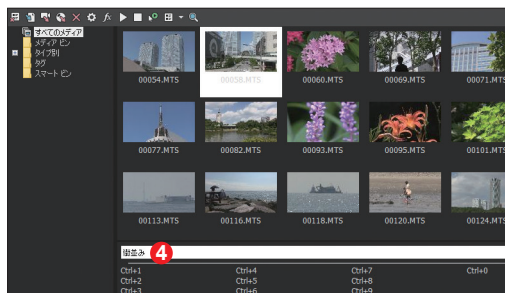 すべてのメディア
メディア ビン
タイプ別
タグ
スマート ビン
00054.MTS
00058.MTS
00060.MTS
00069.MTS
00071.MTS
00077.MTS
00082.MTS
00093.MTS
00095.MTS
00101.MTS
00113.MTS
00116.MTS
00118.MTS
00120.MTS
00124.MTS
街並み 4
Ctrl+1 Ctrl+4 Ctrl+7 Ctrl+0
Ctrl+2 Ctrl+5 Ctrl+8
Ctrl+3 Ctrl+6 Ctrl+9